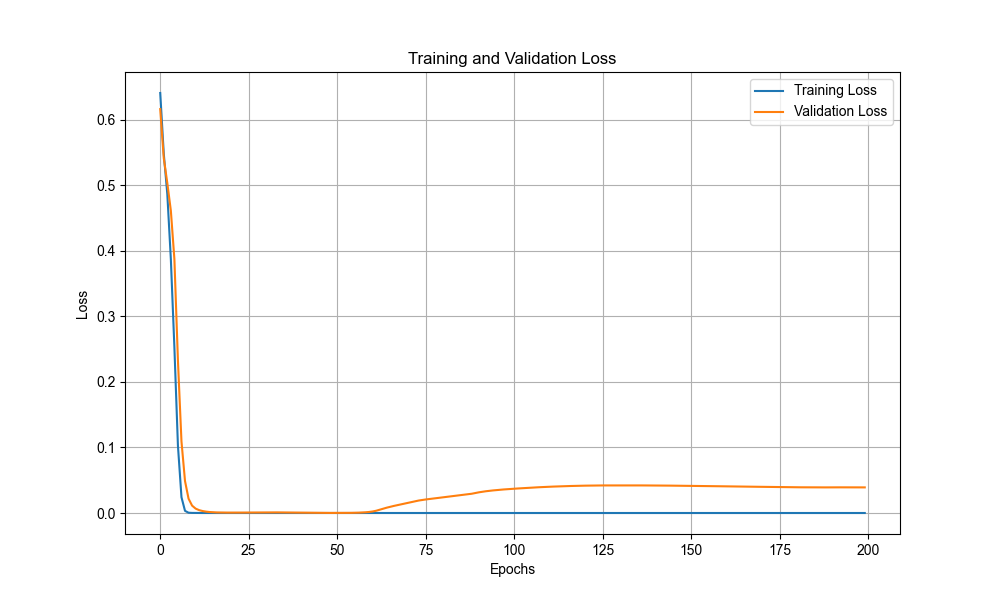 Training and Validation Loss
Training Loss
Validation Loss
0.6
0.5
0.4
0.3
0.2
0.1
0.0
Loss
0 25 50 75 100 125 150 175 200
Epochs